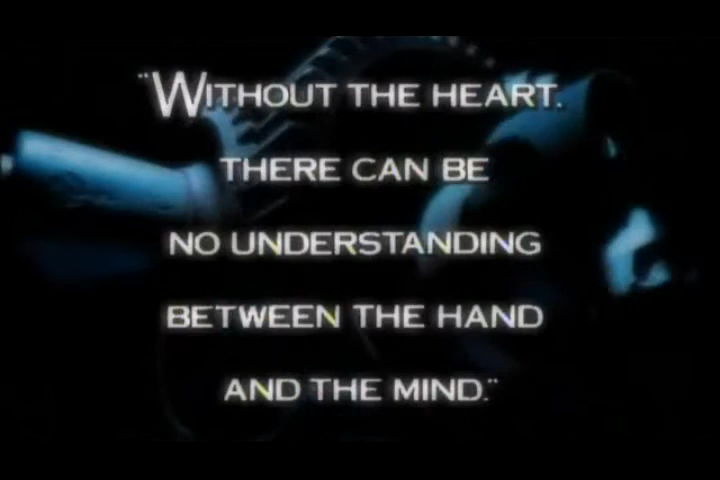 "WITHOUT THE HEART,
THERE CAN BE
NO UNDERSTANDING
BETWEEN THE HAND
AND THE MIND."